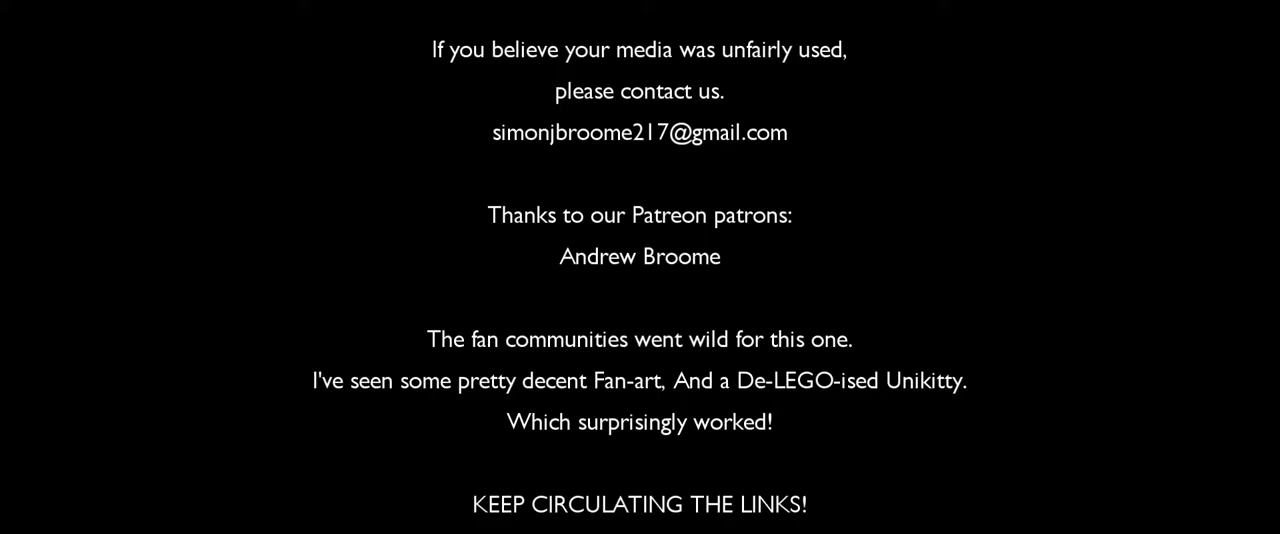 If you believe your media was unfairly used,
please contact us.
simonjbroome217@gmail.com
Thanks to our Patreon patrons:
Andrew Broome
The fan communities went wild for this one.
I've seen some pretty decent Fan-art, And a De-LEGO-ised Unikitty.
Which surprisingly worked!
KEEP CIRCULATING THE LINKS!